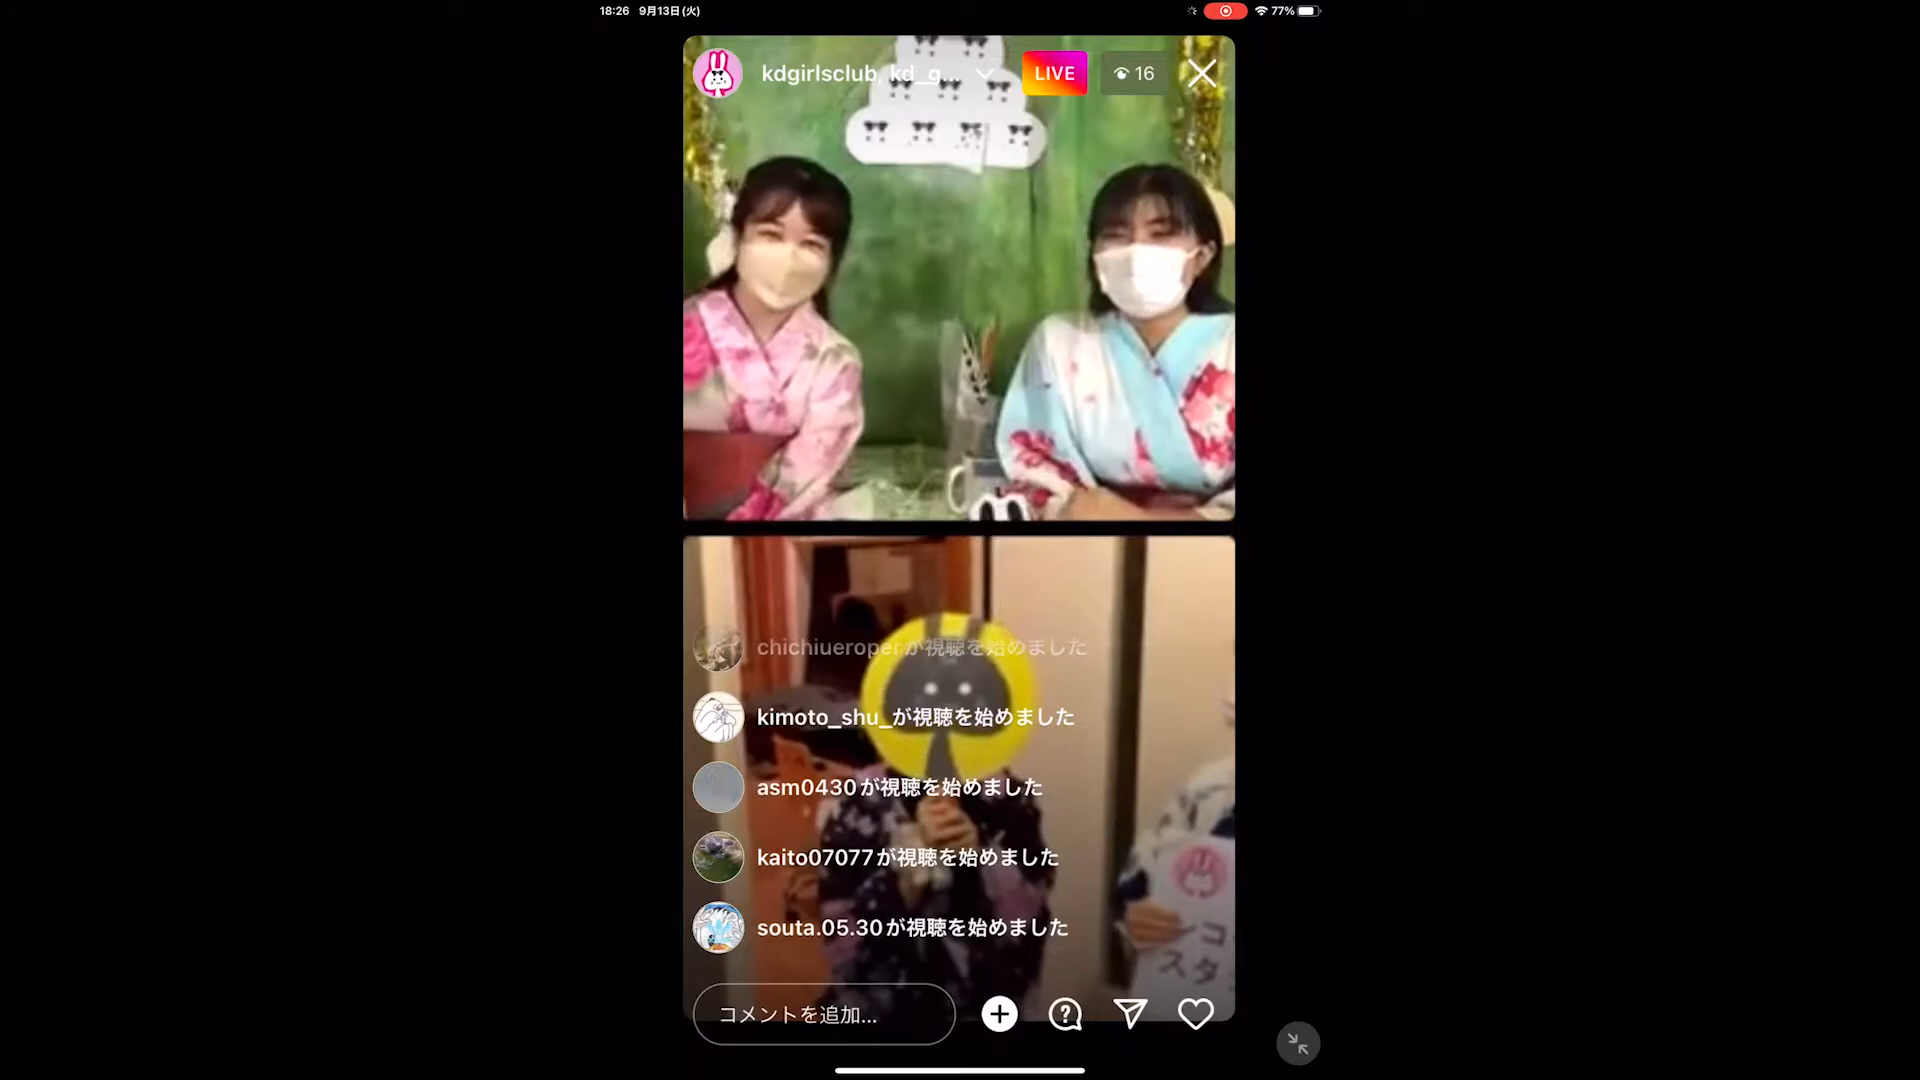 18:26 9月13日(火)
77%
kdgirlsclub, kd_g...
LIVE
16
chichiueroperが視聴を始めました
kimoto_shu_が視聴を始めました
asm0430が視聴を始めました
kaito07077が視聴を始めました
souta.05.30が視聴を始めました
コ
スタ
コメントを追加...